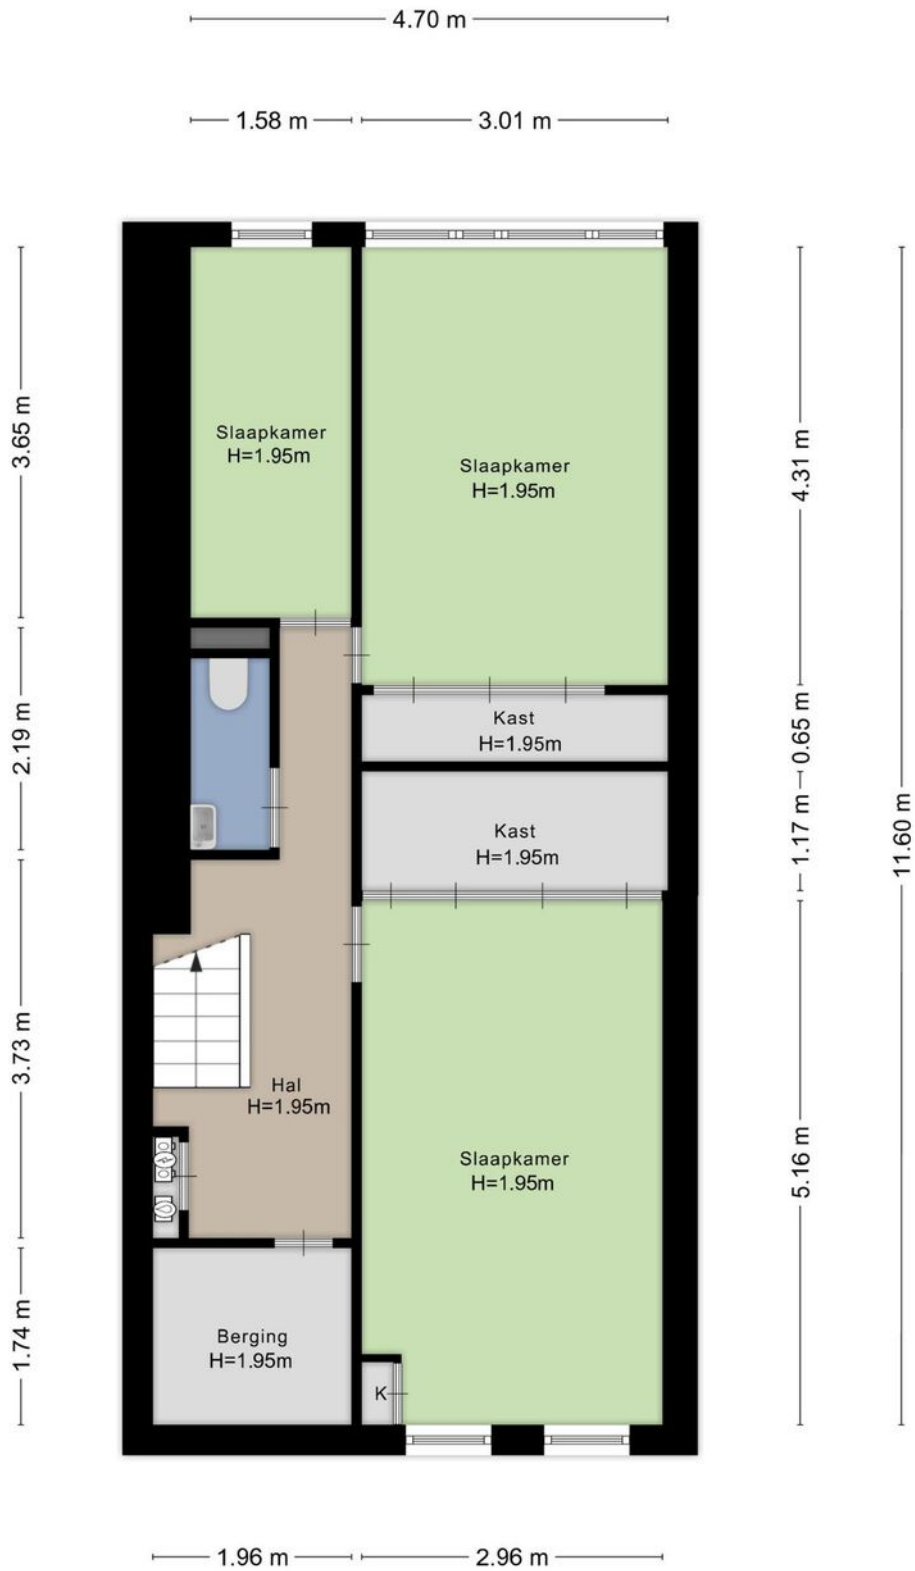 4.70 m
1.58 m
3.01 m
3.65 m
2.19 m
3.73 m
1.74 m
Slaapkamer
H=1.95m
Slaapkamer
H=1.95m
Kast
H=1.95m
Kast
H=1.95m
Hal
H=1.95m
Slaapkamer
H=1.95m
Berging
H=1.95m
K
4.31 m
0.65 m
1.17 m
5.16 m
11.60 m
1.96 m
2.96 m